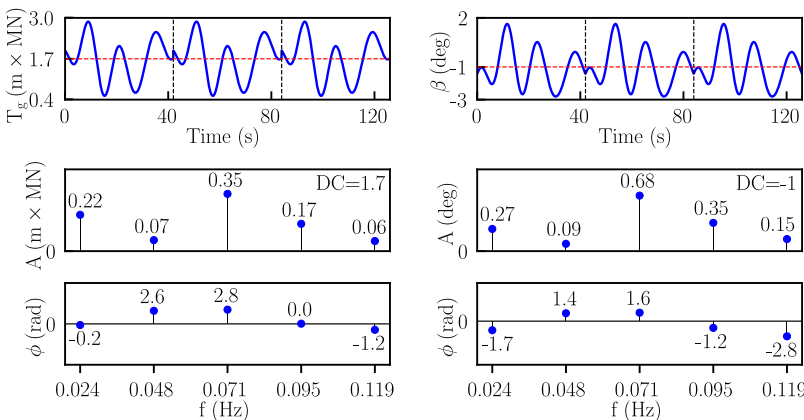 3.0
1.7
0.4
T_g (m × MN)
0 40 80 120
Time (s)
2
-1
-3
β (deg)
0 40 80 120
Time (s)
A (m × MN)
0
0.22
0.07
0.35
0.17
0.06
DC=1.7
A (deg)
0
0.27
0.09
0.68
0.35
0.15
DC=-1
ϕ (rad)
0
-0.2
2.6
2.8
0.0
-1.2
0.024 0.048 0.071 0.095 0.119
f (Hz)
ϕ (rad)
0
-1.7
1.4
1.6
-1.2
-2.8
0.024 0.048 0.071 0.095 0.119
f (Hz)